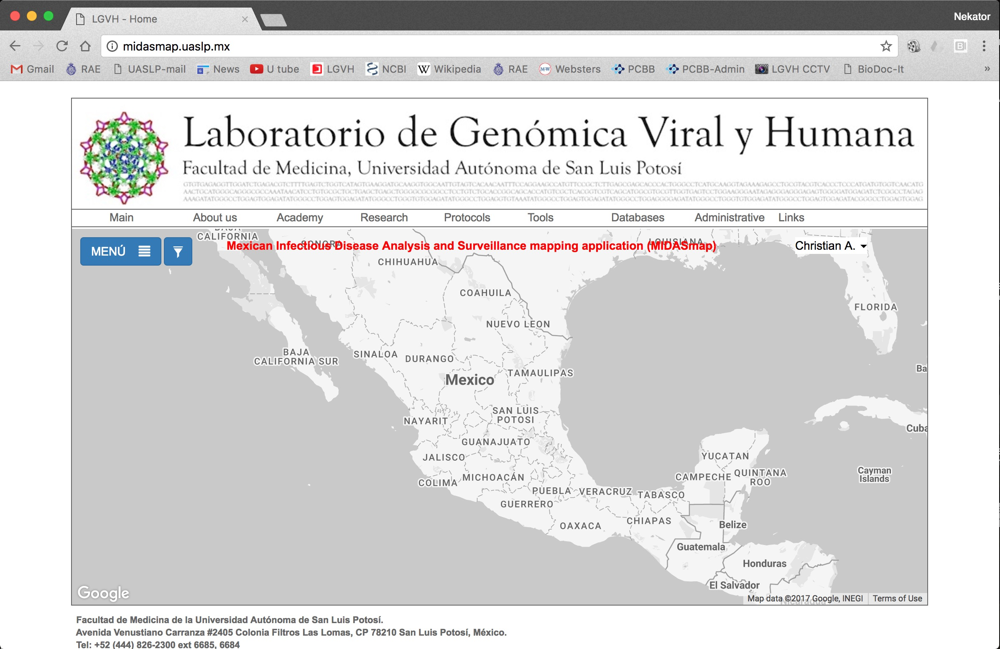 LGVH - Home
Nekator
midasmap.uaslp.mx
Gmail RAE UASLP-mail News U tube LGVH NCBI Wikipedia RAE Websters PCBB PCBB-Admin LGVH CCTV BioDoc-It »
Laboratorio de Genómica Viral y Humana
Facultad de Medicina, Universidad Autónoma de San Luis Potosí
Main About us Academy Research Protocols Tools Databases Administrative Links
MENÚ
Mexican Infectious Disease Analysis and Surveillance mapping application (MIDASmap)
Christian A.
BAJA
CALIFORNIA
SONORA
LOUISIANA
CHIHUAHUA
COAHUILA
FLORIDA
NUEVO LEON
BAJA
CALIFORNIA SUR
SINALOA
DURANGO
TAMAULIPAS
Ba
Mexico
SAN LUIS
POTOSI
NAYARIT
Cuba
GUANAJUATO
JALISCO
YUCATAN
QUINTANA
ROO
CAMPECHE
Cayman
Islands
MICHOACÁN
COLIMA
PUEBLA
VERACRUZ
TABASCO
GUERRERO
CHIAPAS
OAXACA
Belize
Guatemala
Honduras
El Salvador
Nicaragua
Google
Map data ©2017 Google, INEGI Terms of Use
Facultad de Medicina de la Universidad Autónoma de San Luis Potosí.
Avenida Venustiano Carranza #2405 Colonia Filtros Las Lomas, CP 78210 San Luis Potosí, México.
Tel: +52 (444) 826-2300 ext 6685, 6684